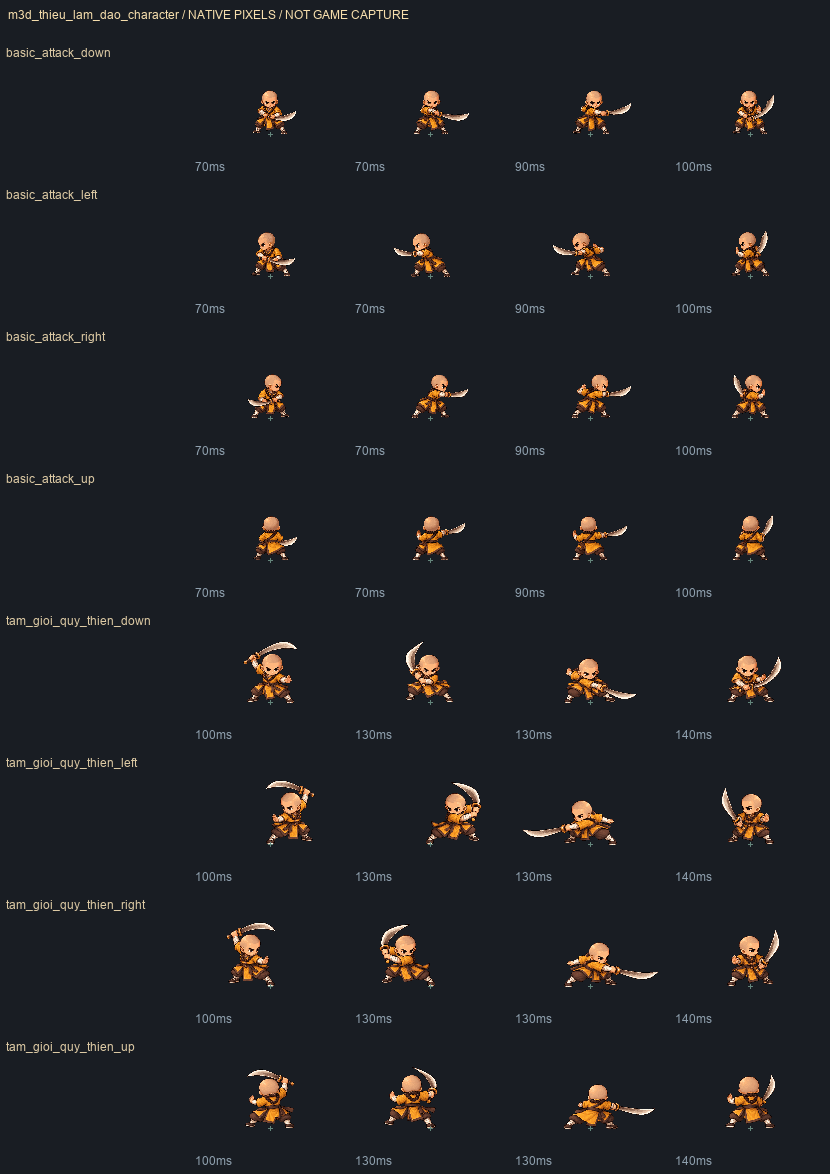 m3d_thieu_lam_dao_character / NATIVE PIXELS / NOT GAME CAPTURE
basic_attack_down
70ms 70ms 90ms 100ms
basic_attack_left
70ms 70ms 90ms 100ms
basic_attack_right
70ms 70ms 90ms 100ms
basic_attack_up
70ms 70ms 90ms 100ms
tam_gioi_quy_thien_down
100ms 130ms 130ms 140ms
tam_gioi_quy_thien_left
100ms 130ms 130ms 140ms
tam_gioi_quy_thien_right
100ms 130ms 130ms 140ms
tam_gioi_quy_thien_up
100ms 130ms 130ms 140ms